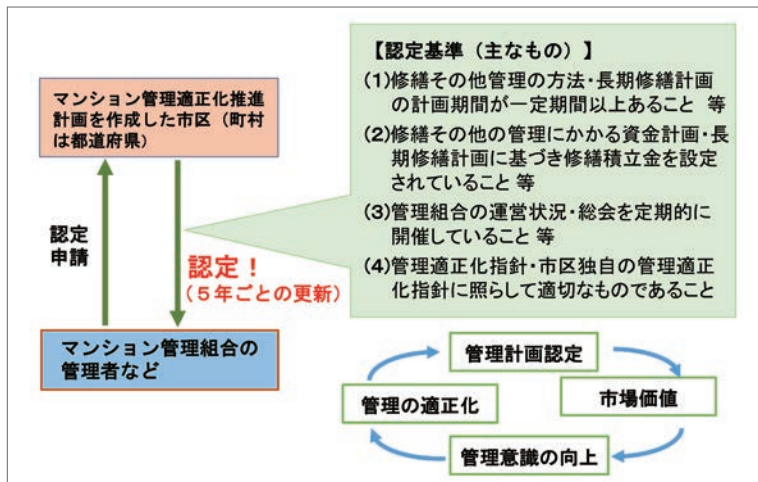 マンション管理適正化推進
計画を作成した市区（町村
は都道府県）
認定
申請
認定！
（５年ごとの更新）
マンション管理組合の
管理者など
【認定基準（主なもの）】
(1)修繕その他管理の方法・長期修繕計画
の計画期間が一定期間以上あること 等
(2)修繕その他の管理にかかる資金計画・長
期修繕計画に基づき修繕積立金を設定
されていること 等
(3)管理組合の運営状況・総会を定期的に
開催していること 等
(4)管理適正化指針・市区独自の管理適正
化指針に照らして適切なものであること
管理計画認定
市場価値
管理意識の向上
管理の適正化